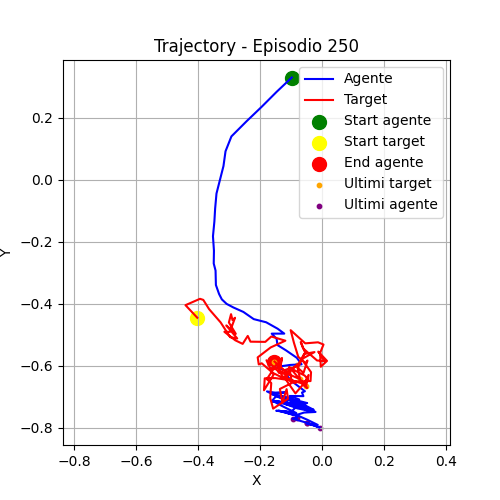 Trajectory - Episodio 250
Agente
Target
Start agente
Start target
End agente
Ultimi target
Ultimi agente
Y
0.2
0.0
−0.2
−0.4
−0.6
−0.8
−0.8 −0.6 −0.4 −0.2 0.0 0.2 0.4
X